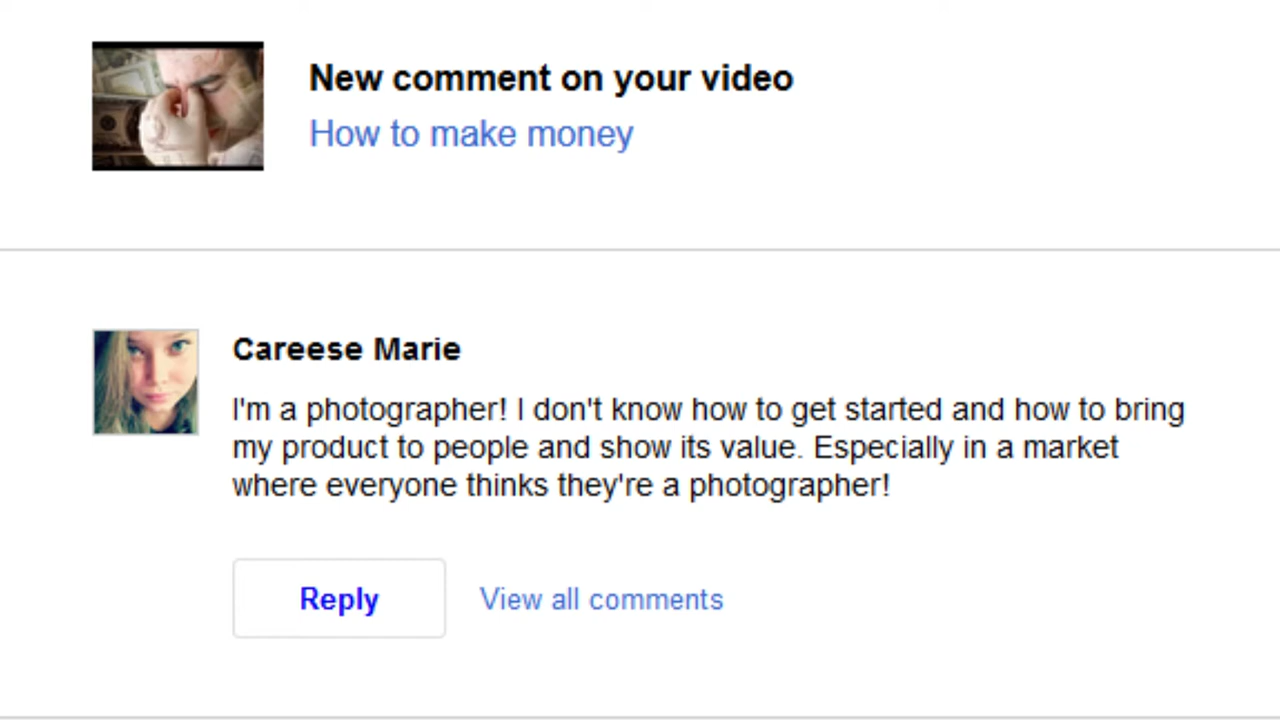 New comment on your video
How to make money
Careese Marie
I'm a photographer! I don't know how to get started and how to bring
my product to people and show its value. Especially in a market
where everyone thinks they're a photographer!
Reply
View all comments